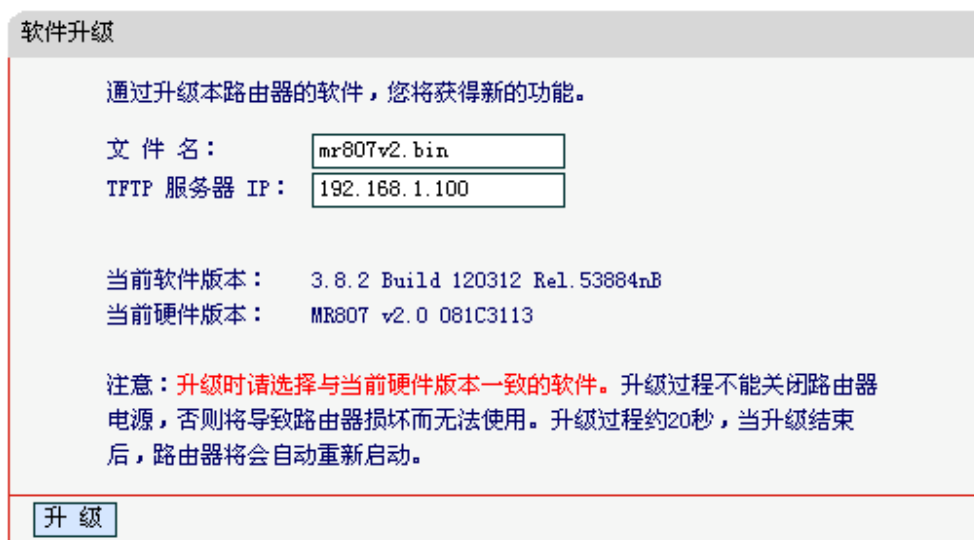 软件升级
通过升级本路由器的软件，您将获得新的功能。
文 件 名： mr807v2.bin
TFTP 服务器 IP： 192.168.1.100
当前软件版本： 3.8.2 Build 120312 Rel.53884nB
当前硬件版本： MR807 v2.0 081C3113
注意：升级时请选择与当前硬件版本一致的软件。升级过程不能关闭路由器
电源，否则将导致路由器损坏而无法使用。升级过程约20秒，当升级结束
后，路由器将会自动重新启动。
升 级